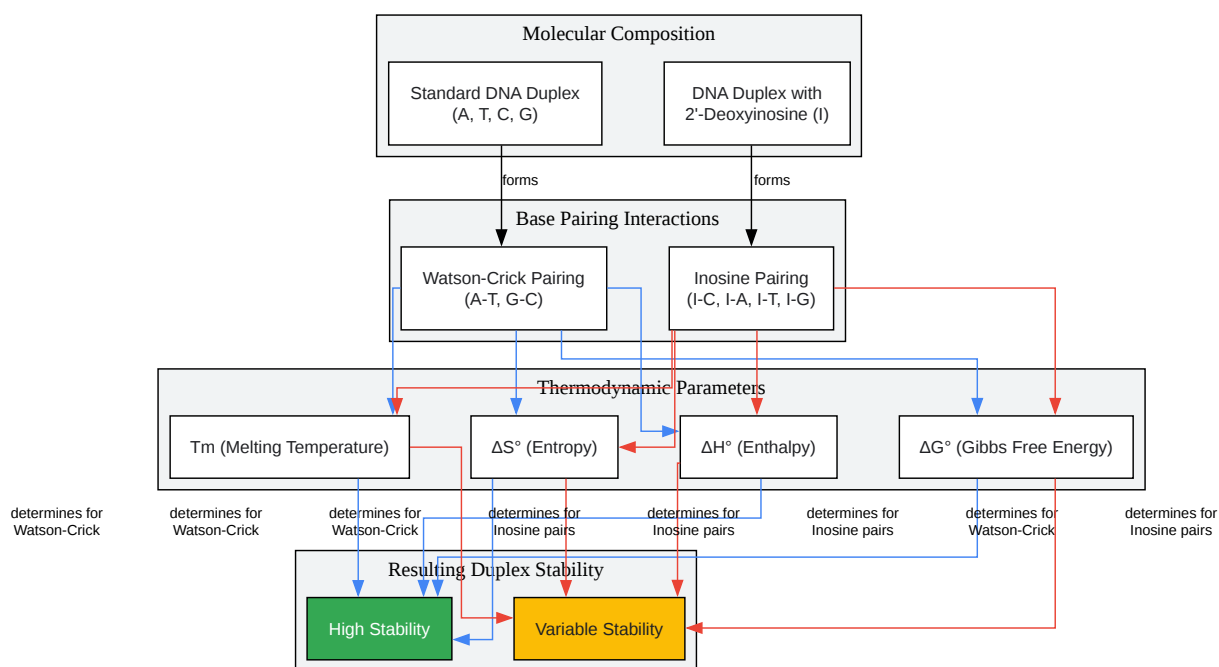 Molecular Composition
Standard DNA Duplex
(A, T, C, G)
DNA Duplex with
2'-Deoxyinosine (I)
forms
forms
Base Pairing Interactions
Watson-Crick Pairing
(A-T, G-C)
Inosine Pairing
(I-C, I-A, I-T, I-G)
Thermodynamic Parameters
Tm (Melting Temperature)
ΔS° (Entropy)
ΔH° (Enthalpy)
ΔG° (Gibbs Free Energy)
determines for
Watson-Crick
determines for
Watson-Crick
determines for
Watson-Crick
determines for
Inosine pairs
determines for
Inosine pairs
determines for
Inosine pairs
determines for
Watson-Crick
determines for
Inosine pairs
Resulting Duplex Stability
High Stability
Variable Stability